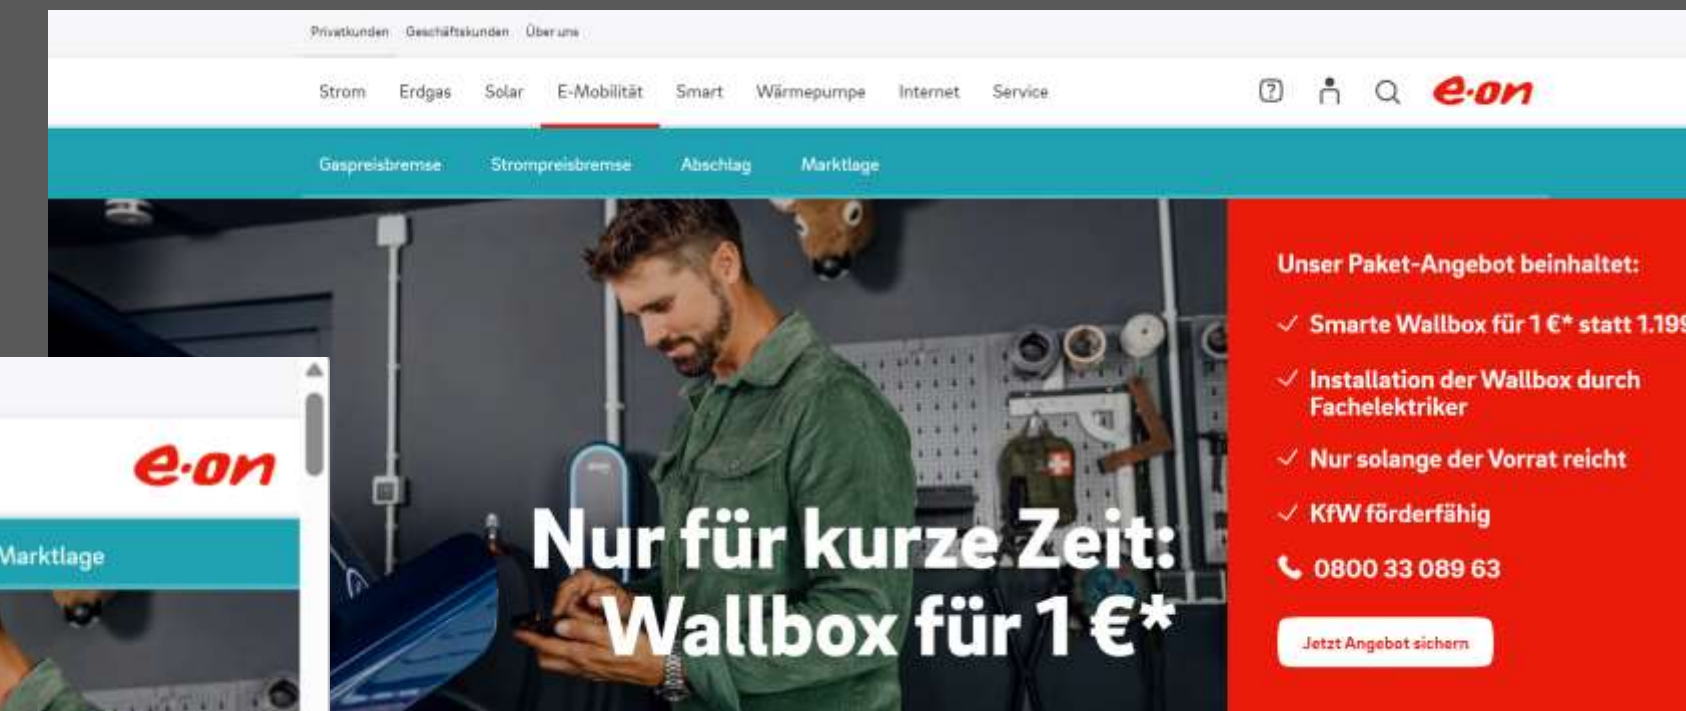 Privatkunden Geschäftskunden Über uns
Strom Erdgas Solar E-Mobilität Smart Wärmepumpe Internet Service
e·on
Gaspreisbremse Strompreisbremse Abschlag Marktlage
Unser Paket-Angebot beinhaltet:
Smarte Wallbox für 1 €* statt 1.199
Installation der Wallbox durch
Fachelektriker
Nur solange der Vorrat reicht
KfW förderfähig
0800 33 089 63
Jetzt Angebot sichern
Nur für kurze Zeit:
Wallbox für 1 €*
e·on
Marktlage